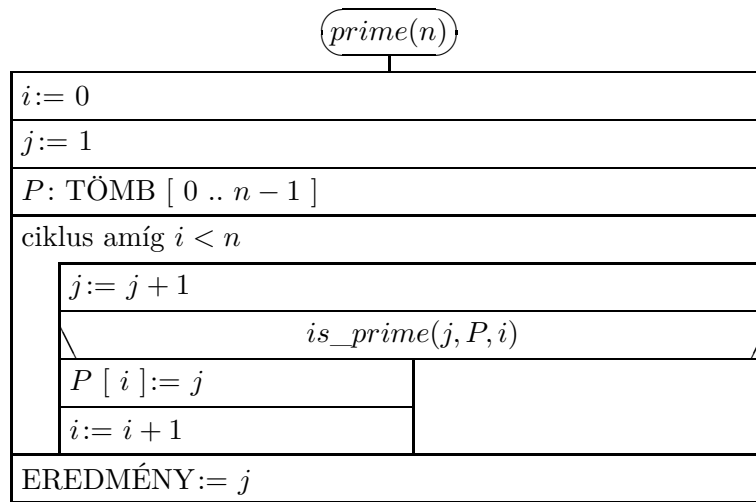 prime(n)
i := 0
j := 1
P : TÖMB [ 0 .. n − 1 ]
ciklus amíg i < n
j := j + 1
is_prime(j, P, i)
P [ i ] := j
i := i + 1
EREDMÉNY := j